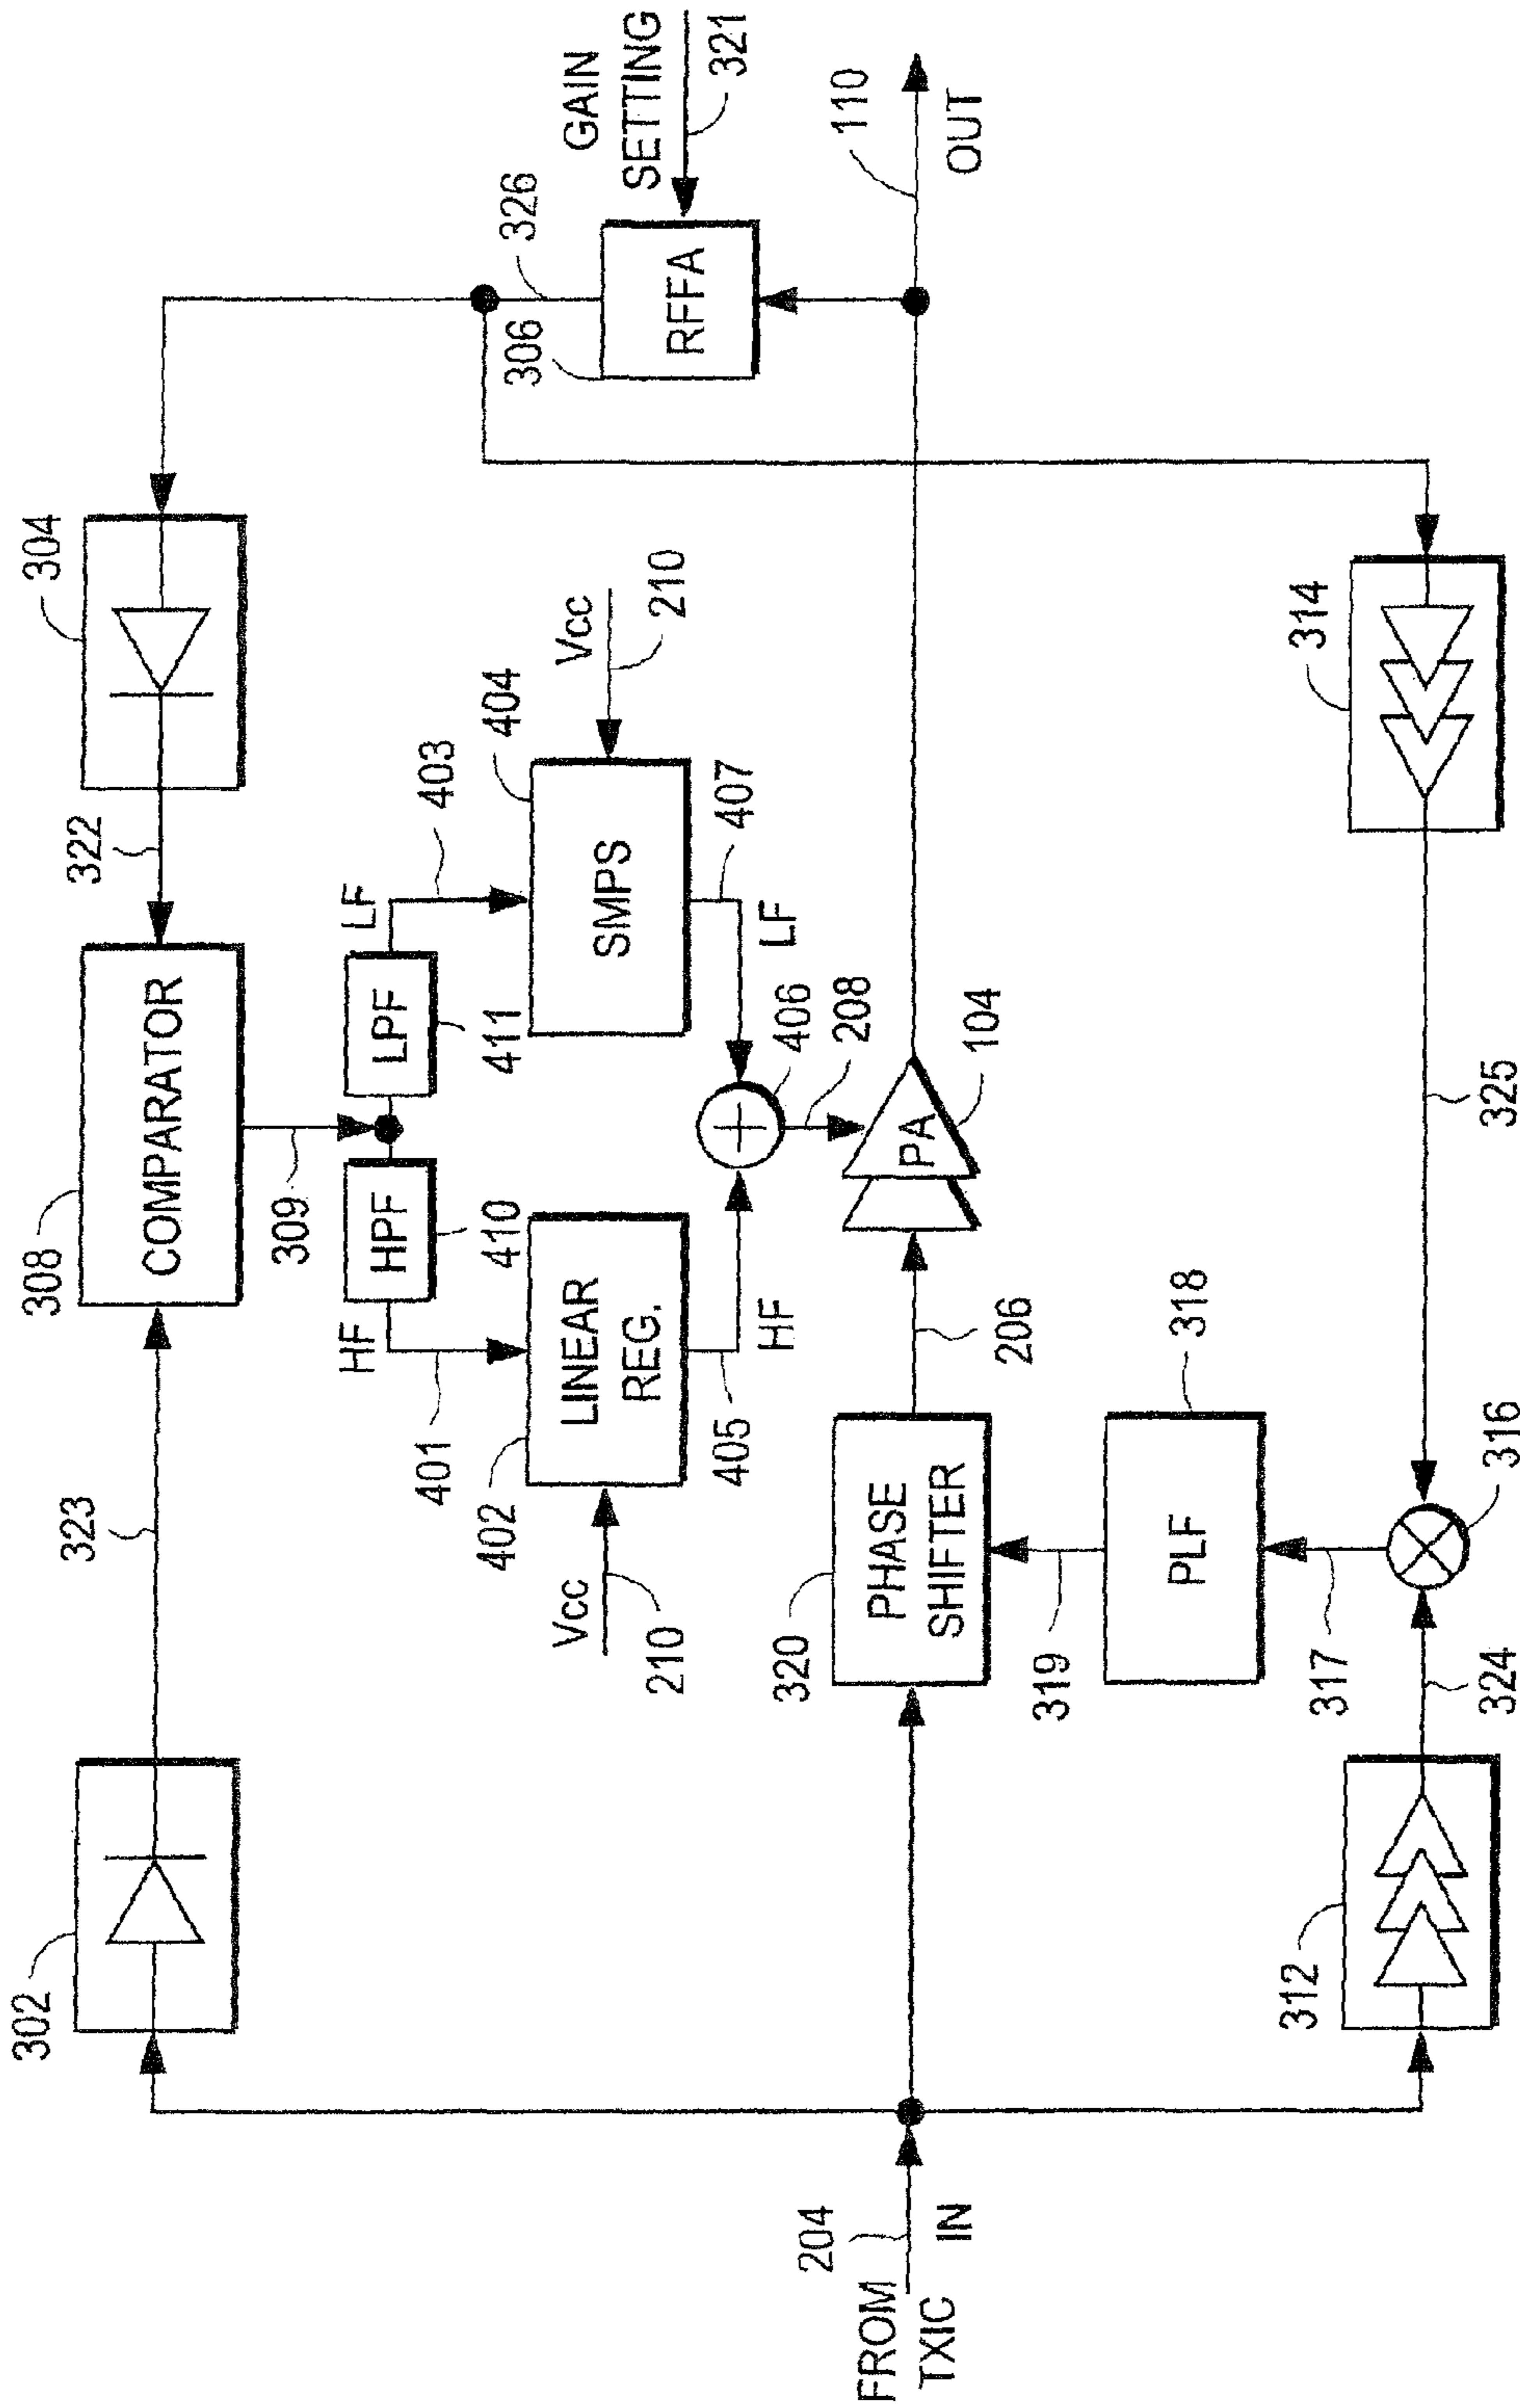 302
323
308
COMPARATOR
322
304
309
HF
HPF
410
LPF
411
LF
401
403
Vcc
210
402
LINEAR
REG.
405
HF
404
SMPS
407
LF
Vcc
210
406
208
326
306
RFFA
GAIN
SETTING
321
FROM
TXIC
204
IN
320
PHASE
SHIFTER
206
PA
104
110
OUT
319
PLF
318
317
312
324
316
325
314